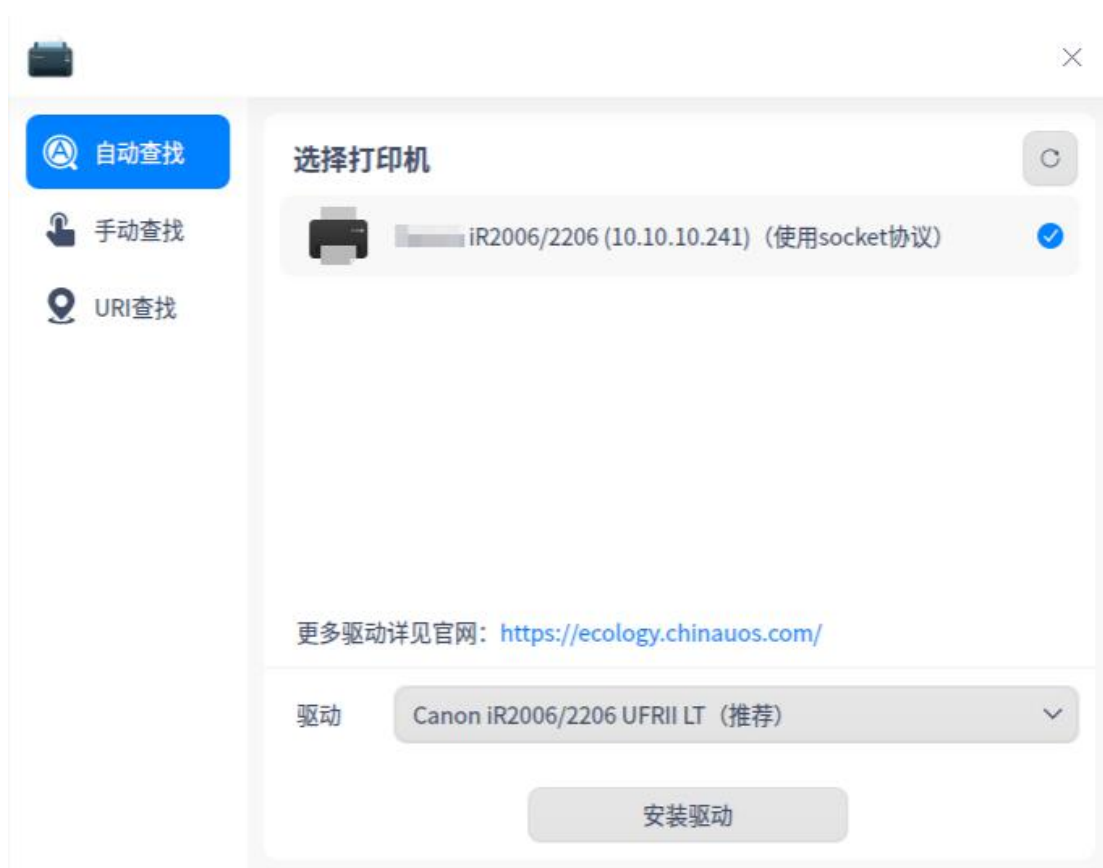 自动查找
手动查找
URI查找
选择打印机
iR2006/2206 (10.10.10.241)（使用socket协议）
更多驱动详见官网：https://ecology.chinauos.com/
驱动
Canon iR2006/2206 UFRII LT（推荐）
安装驱动